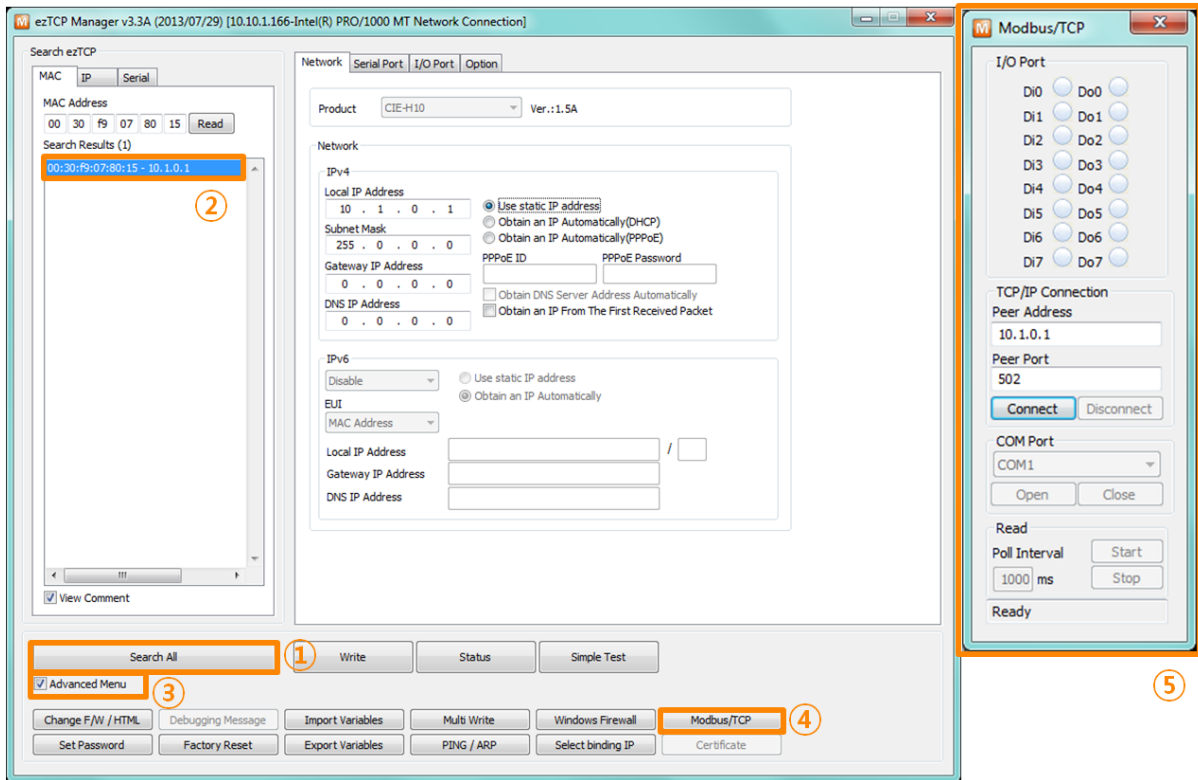 ezTCP Manager v3.3A (2013/07/29) [10.10.1.166-Intel(R) PRO/1000 MT Network Connection]
Search ezTCP
MAC IP Serial
MAC Address
00 30 f9 07 80 15 Read
Search Results (1)
00:30:f9:07:80:15 - 10.1.0.1
②
View Comment
Network Serial Port I/O Port Option
Product CIE-H10 Ver.:1.5A
Network
IPv4
Local IP Address
10 . 1 . 0 . 1
Subnet Mask
255 . 0 . 0 . 0
Gateway IP Address
0 . 0 . 0 . 0
DNS IP Address
0 . 0 . 0 . 0
Use static IP address
Obtain an IP Automatically(DHCP)
Obtain an IP Automatically(PPPoE)
PPPoE ID PPPoE Password
Obtain DNS Server Address Automatically
Obtain an IP From The First Received Packet
IPv6
Disable
EUI
MAC Address
Use static IP address
Obtain an IP Automatically
Local IP Address /
Gateway IP Address
DNS IP Address
Search All ① Write Status Simple Test
Advanced Menu ③
Change F/W / HTML Debugging Message Import Variables Multi Write Windows Firewall Modbus/TCP ④
Set Password Factory Reset Export Variables PING / ARP Select binding IP Certificate
M Modbus/TCP
I/O Port
Di0 Do0
Di1 Do1
Di2 Do2
Di3 Do3
Di4 Do4
Di5 Do5
Di6 Do6
Di7 Do7
TCP/IP Connection
Peer Address
10.1.0.1
Peer Port
502
Connect Disconnect
COM Port
COM1
Open Close
Read
Poll Interval Start
1000 ms Stop
Ready
⑤